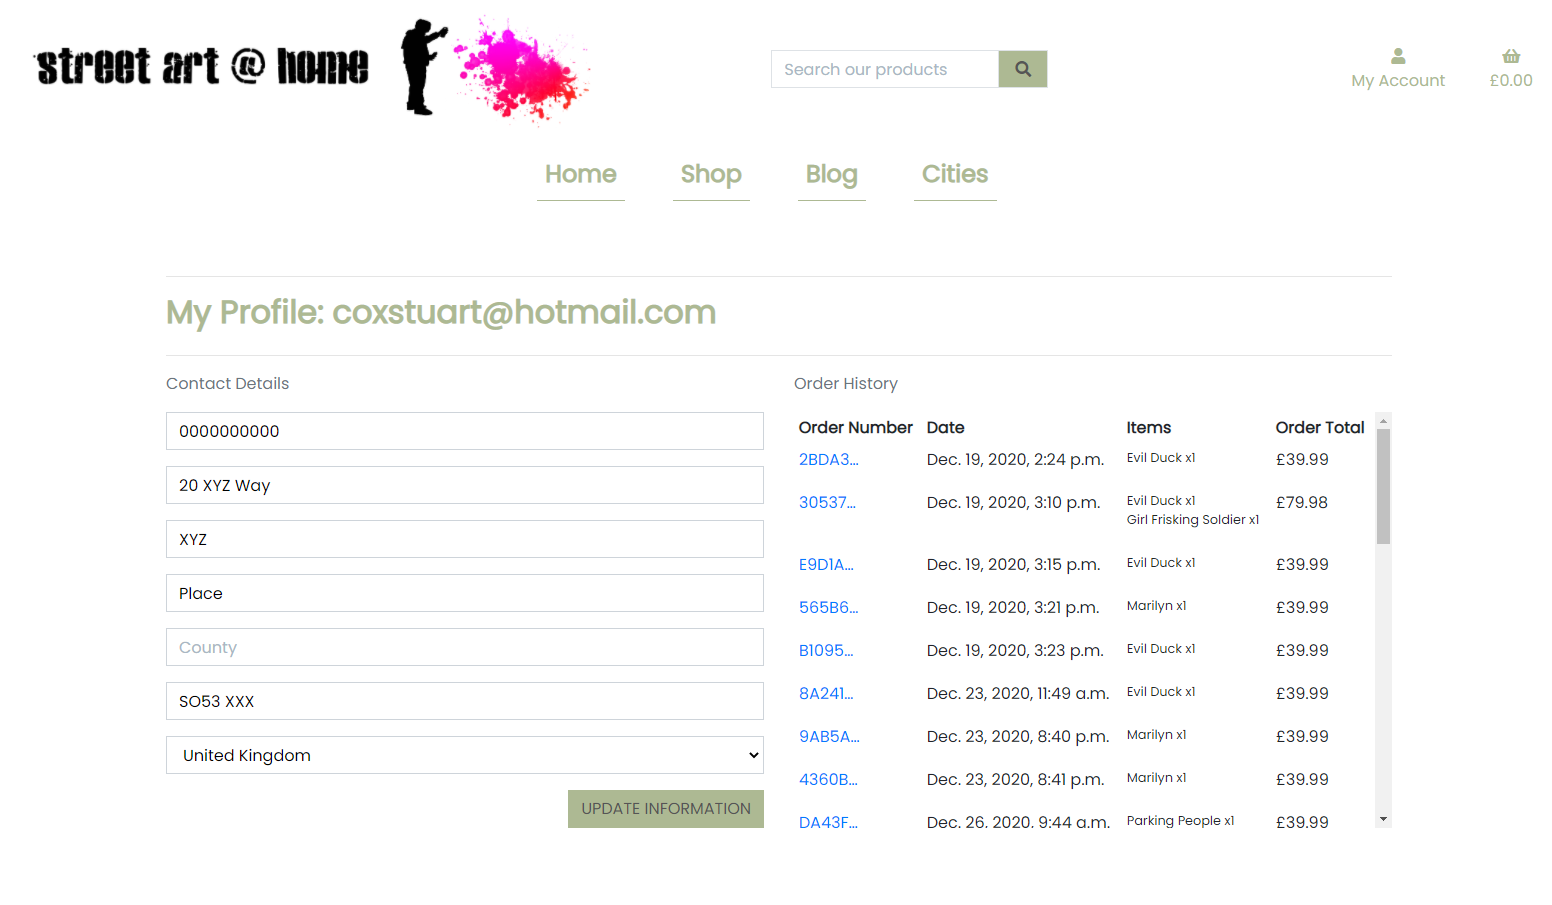 street art @ home
Search our products
My Account
£0.00
Home Shop Blog Cities
My Profile: coxstuart@hotmail.com
Contact Details
0000000000
20 XYZ Way
XYZ
Place
County
SO53 XXX
United Kingdom
UPDATE INFORMATION
Order History
Order Number Date Items Order Total
2BDA3... Dec. 19, 2020, 2:24 p.m. Evil Duck x1 £39.99
30537... Dec. 19, 2020, 3:10 p.m. Evil Duck x1 £79.98
Girl Frisking Soldier x1
E9D1A... Dec. 19, 2020, 3:15 p.m. Evil Duck x1 £39.99
565B6... Dec. 19, 2020, 3:21 p.m. Marilyn x1 £39.99
B1095... Dec. 19, 2020, 3:23 p.m. Evil Duck x1 £39.99
8A241... Dec. 23, 2020, 11:49 a.m. Evil Duck x1 £39.99
9AB5A... Dec. 23, 2020, 8:40 p.m. Marilyn x1 £39.99
4360B... Dec. 23, 2020, 8:41 p.m. Marilyn x1 £39.99
DA43F... Dec. 26, 2020, 9:44 a.m. Parking People x1 £39.99